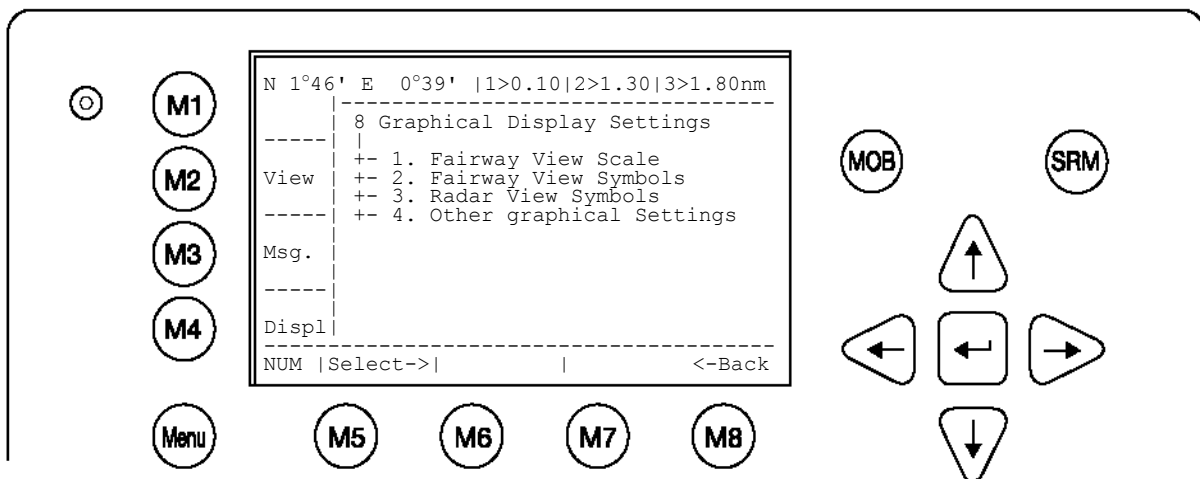 N 1°46' E 0°39' |1>0.10|2>1.30|3>1.80nm
8 Graphical Display Settings
+- 1. Fairway View Scale
View +- 2. Fairway View Symbols
+- 3. Radar View Symbols
+- 4. Other graphical Settings
Msg.
Displ
NUM |Select->| | <-Back
M1
M2
M3
M4
Menu
M5 M6 M7 M8
MOB SRM